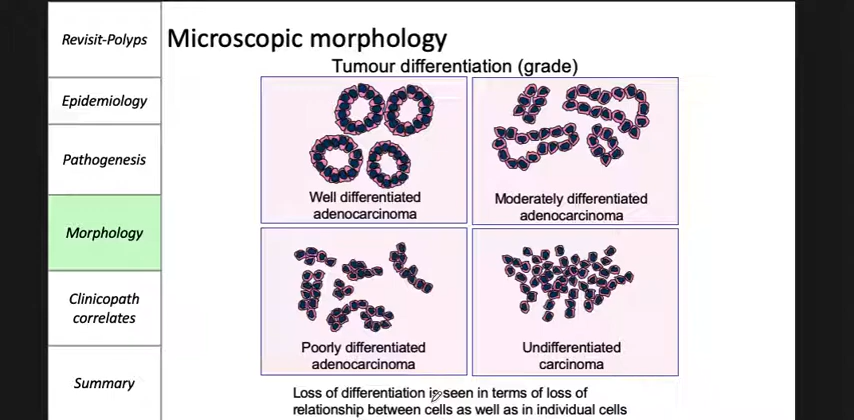 Revisit-Polyps
Epidemiology
Pathogenesis
Morphology
Clinicopath
correlates
Summary
Microscopic morphology
Tumour differentiation (grade)
Well differentiated
adenocarcinoma
Moderately differentiated
adenocarcinoma
Poorly differentiated
adenocarcinoma
Undifferentiated
carcinoma
Loss of differentiation is seen in terms of loss of
relationship between cells as well as in individual cells